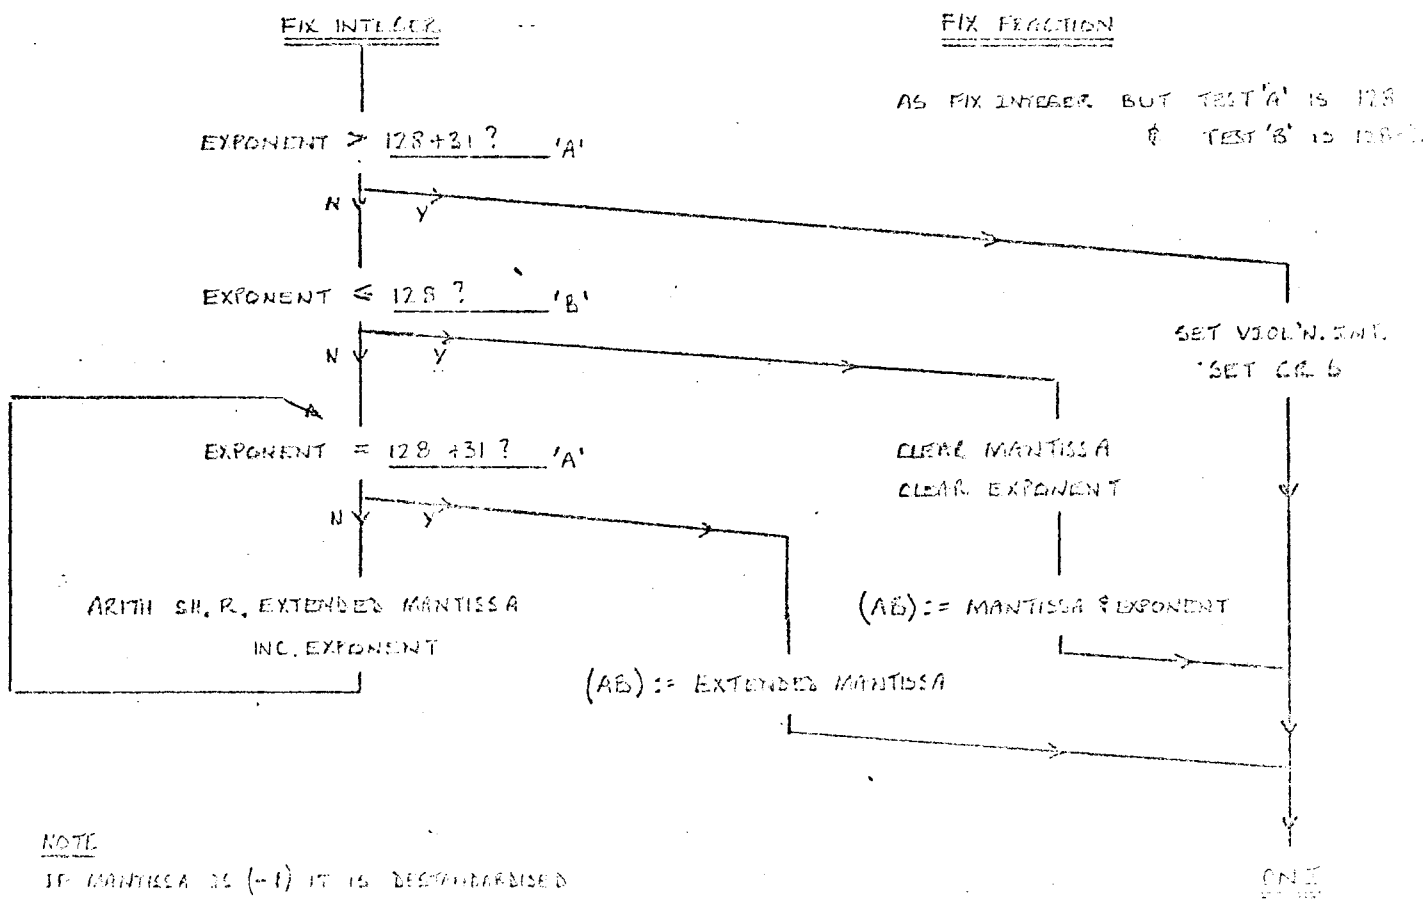 FIX INTEGER
FIX FRACTION
AS FIX INTEGER BUT TEST 'A' IS 128
& TEST 'B' IS
EXPONENT > 128+31? 'A'
N Y
EXPONENT ≤ 128? 'B'
N Y
SET VIOL'N. INT.
SET CR 6
EXPONENT = 128+31? 'A'
N Y
CLEAR MANTISSA
CLEAR EXPONENT
ARITH SH. R. EXTENDED MANTISSA
INC. EXPONENT
(AB) := MANTISSA & EXPONENT
(AB) := EXTENDED MANTISSA
NOTE
IF MANTISSA IS (-1) IT IS DESTANDARDISED